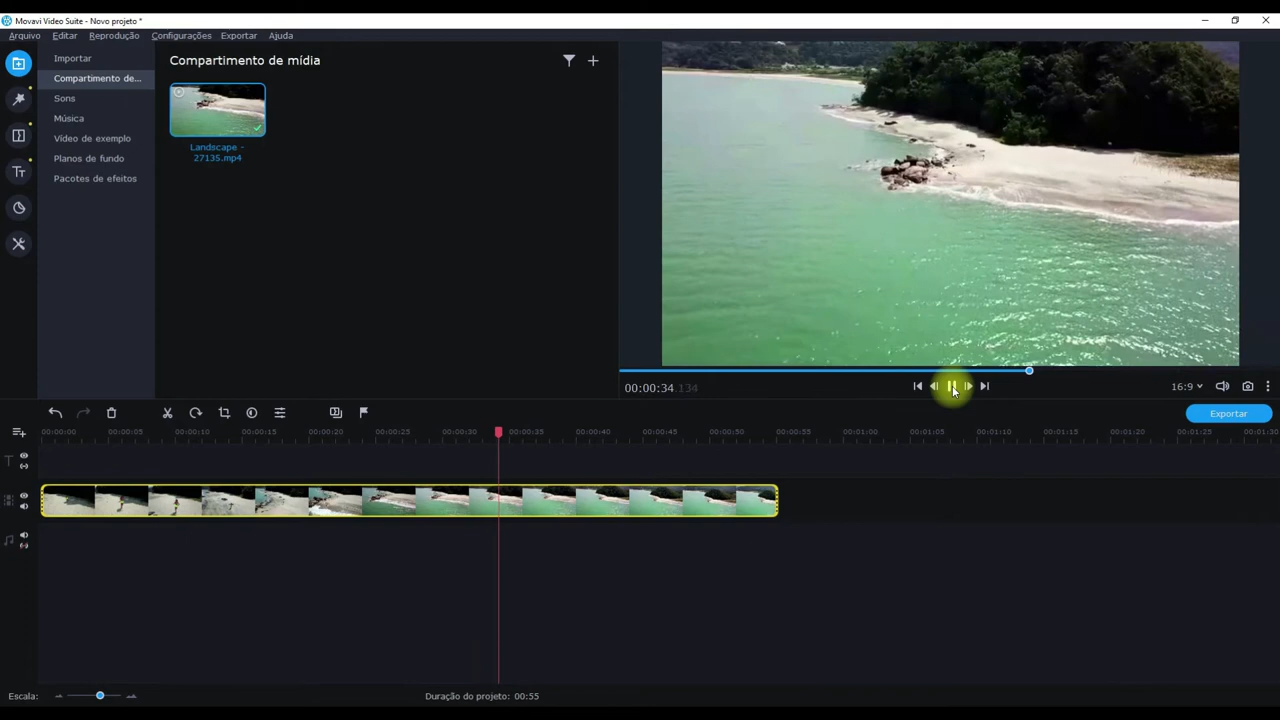 Movavi Video Suite - Novo projeto *
Arquivo Editar Reprodução Configurações Exportar Ajuda
Importar
Compartimento de...
Sons
Música
Vídeo de exemplo
Planos de fundo
Pacotes de efeitos
Compartimento de mídia
Landscape -
27135.mp4
00:00:34.134
16:9
Exportar
00:00:00 00:00:05 00:00:10 00:00:15 00:00:20 00:00:25 00:00:30 00:00:35 00:00:40 00:00:45 00:00:50 00:00:55 00:01:00 00:01:05 00:01:10 00:01:15 00:01:20 00:01:25 00:01:30
Escala:
Duração do projeto: 00:55